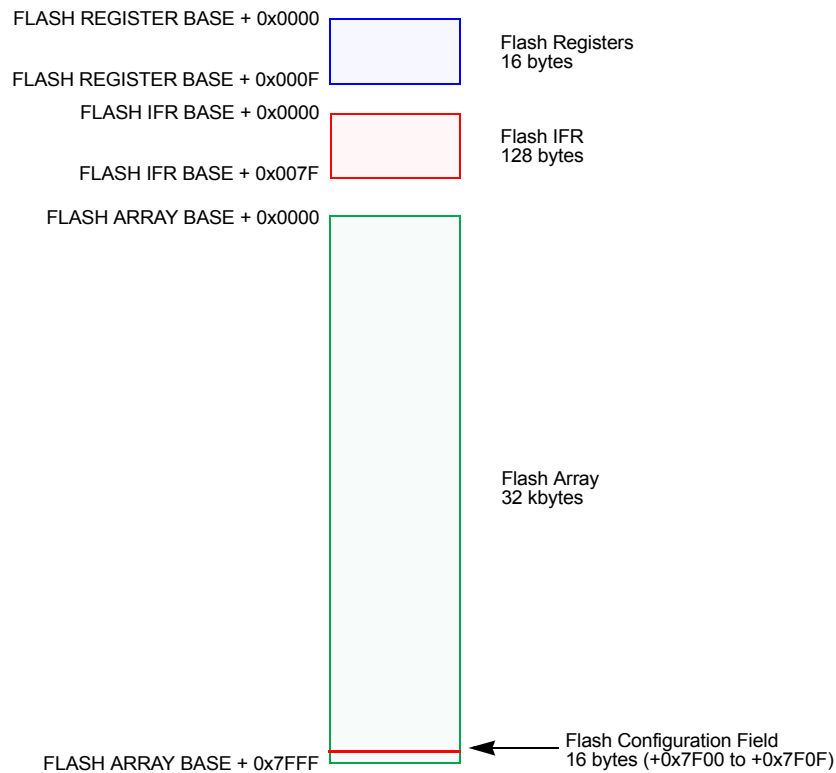 FLASH REGISTER BASE + 0x0000
Flash Registers
16 bytes
FLASH REGISTER BASE + 0x000F
FLASH IFR BASE + 0x0000
Flash IFR
128 bytes
FLASH IFR BASE + 0x007F
FLASH ARRAY BASE + 0x0000
Flash Array
32 kbytes
Flash Configuration Field
16 bytes (+0x7F00 to +0x7F0F)
FLASH ARRAY BASE + 0x7FFF